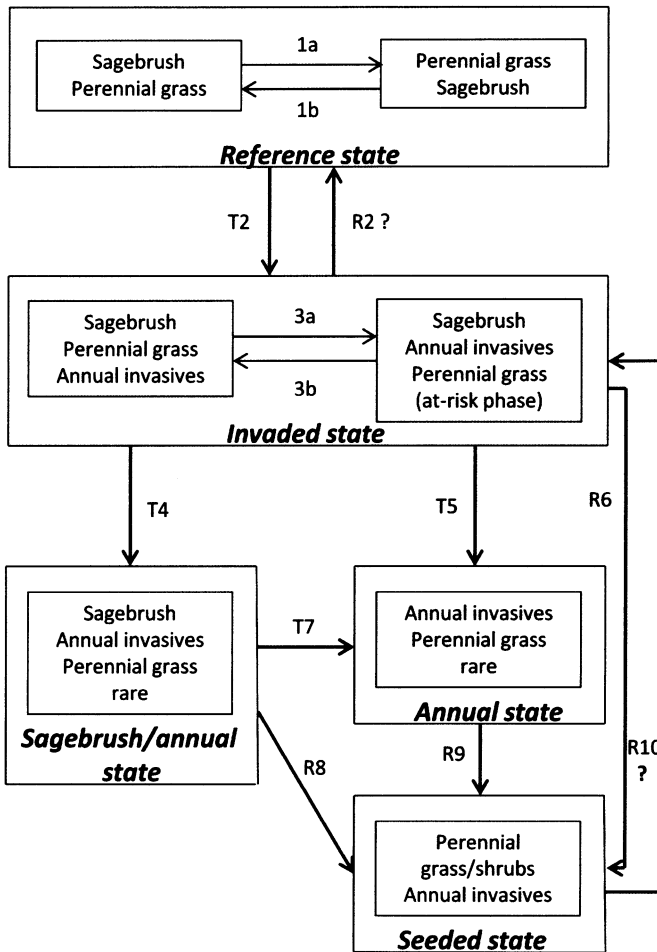 Sagebrush
Perennial grass
1a
1b
Perennial grass
Sagebrush
Reference state
T2
R2 ?
Sagebrush
Perennial grass
Annual invasives
3a
3b
Sagebrush
Annual invasives
Perennial grass
(at-risk phase)
Invaded state
T4
T5
R6
Sagebrush
Annual invasives
Perennial grass
rare
Sagebrush/annual
state
T7
Annual invasives
Perennial grass
rare
Annual state
R8
R9
R10
?
Perennial
grass/shrubs
Annual invasives
Seeded state